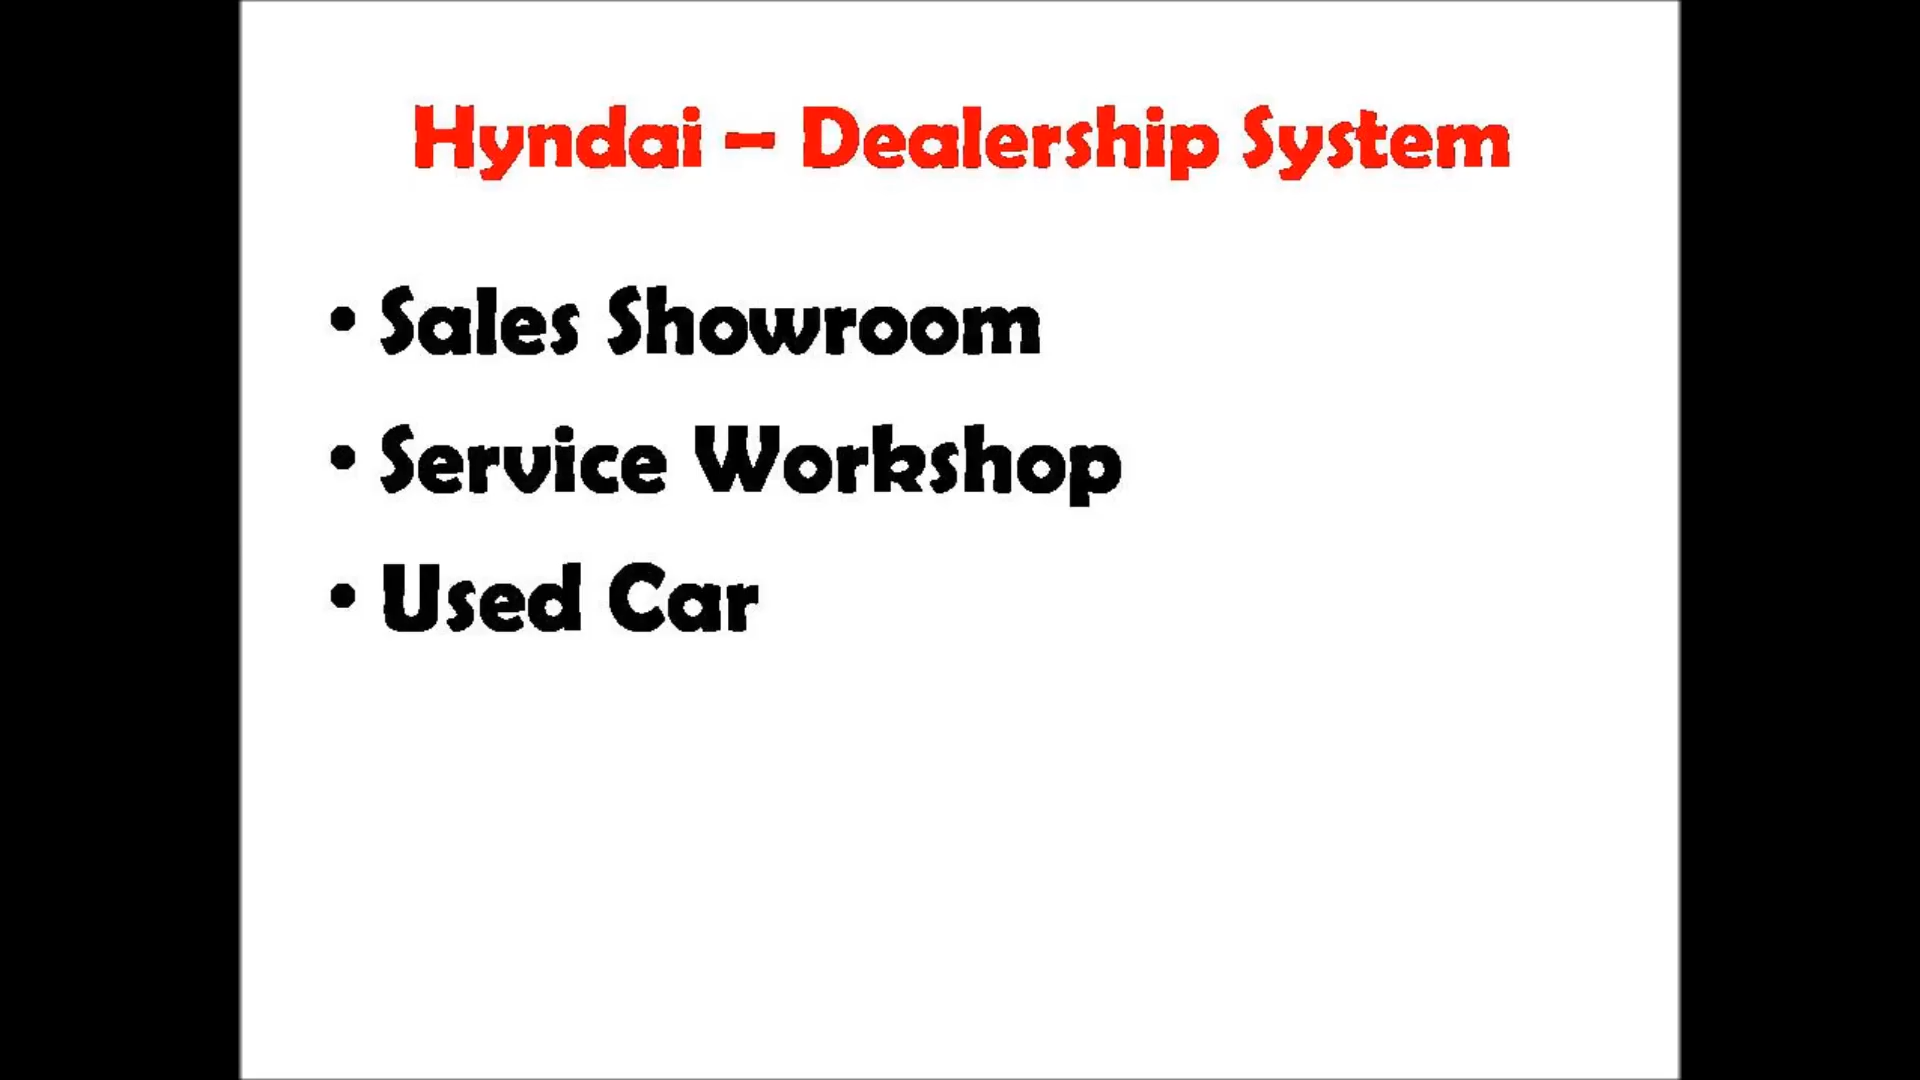 Hyndai – Dealership System
• Sales Showroom
• Service Workshop
• Used Car